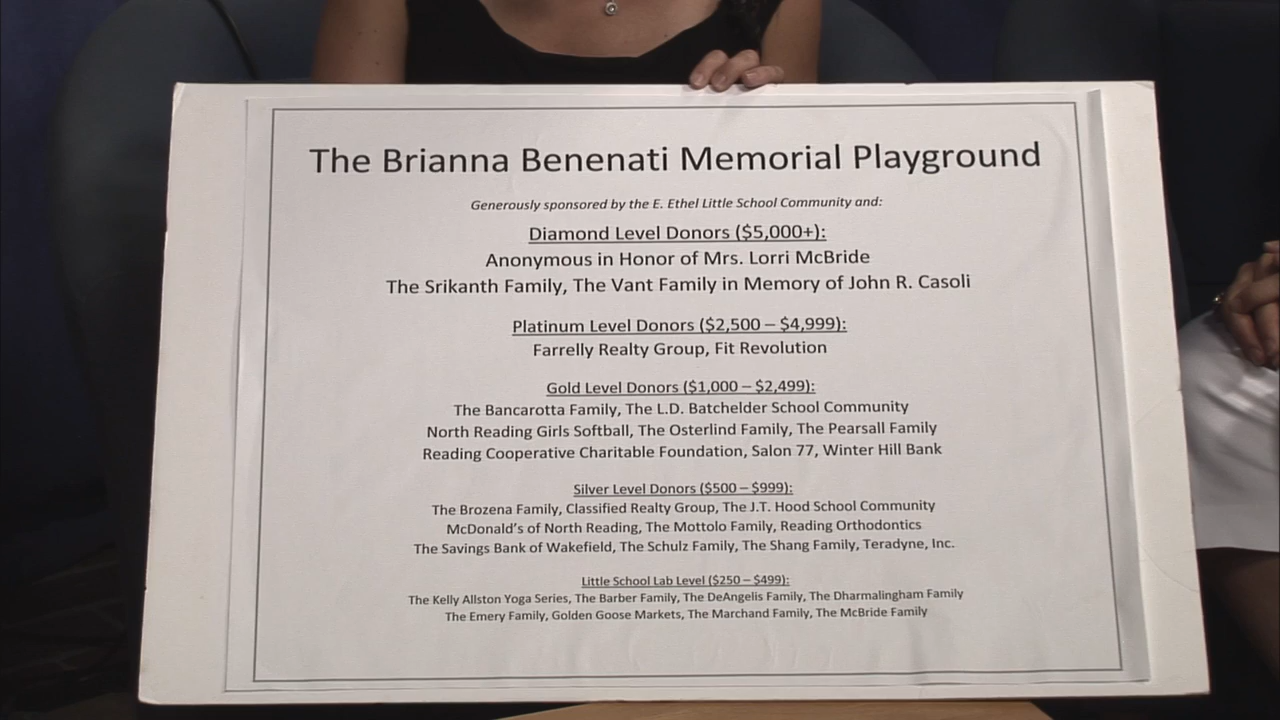 The Brianna Benenati Memorial Playground
Generously sponsored by the E. Ethel Little School Community and:
Diamond Level Donors ($5,000+):
Anonymous in Honor of Mrs. Lorri McBride
The Srikanth Family, The Vant Family in Memory of John R. Casoli
Platinum Level Donors ($2,500 – $4,999):
Farrelly Realty Group, Fit Revolution
Gold Level Donors ($1,000 – $2,499):
The Bancarotta Family, The L.D. Batchelder School Community
North Reading Girls Softball, The Osterlind Family, The Pearsall Family
Reading Cooperative Charitable Foundation, Salon 77, Winter Hill Bank
Silver Level Donors ($500 – $999):
The Brozena Family, Classified Realty Group, The J.T. Hood School Community
McDonald's of North Reading, The Mottolo Family, Reading Orthodontics
The Savings Bank of Wakefield, The Schulz Family, The Shang Family, Teradyne, Inc.
Little School Lab Level ($250 – $499):
The Kelly Allston Yoga Series, The Barber Family, The DeAngelis Family, The Dharmalingham Family
The Emery Family, Golden Goose Markets, The Marchand Family, The McBride Family